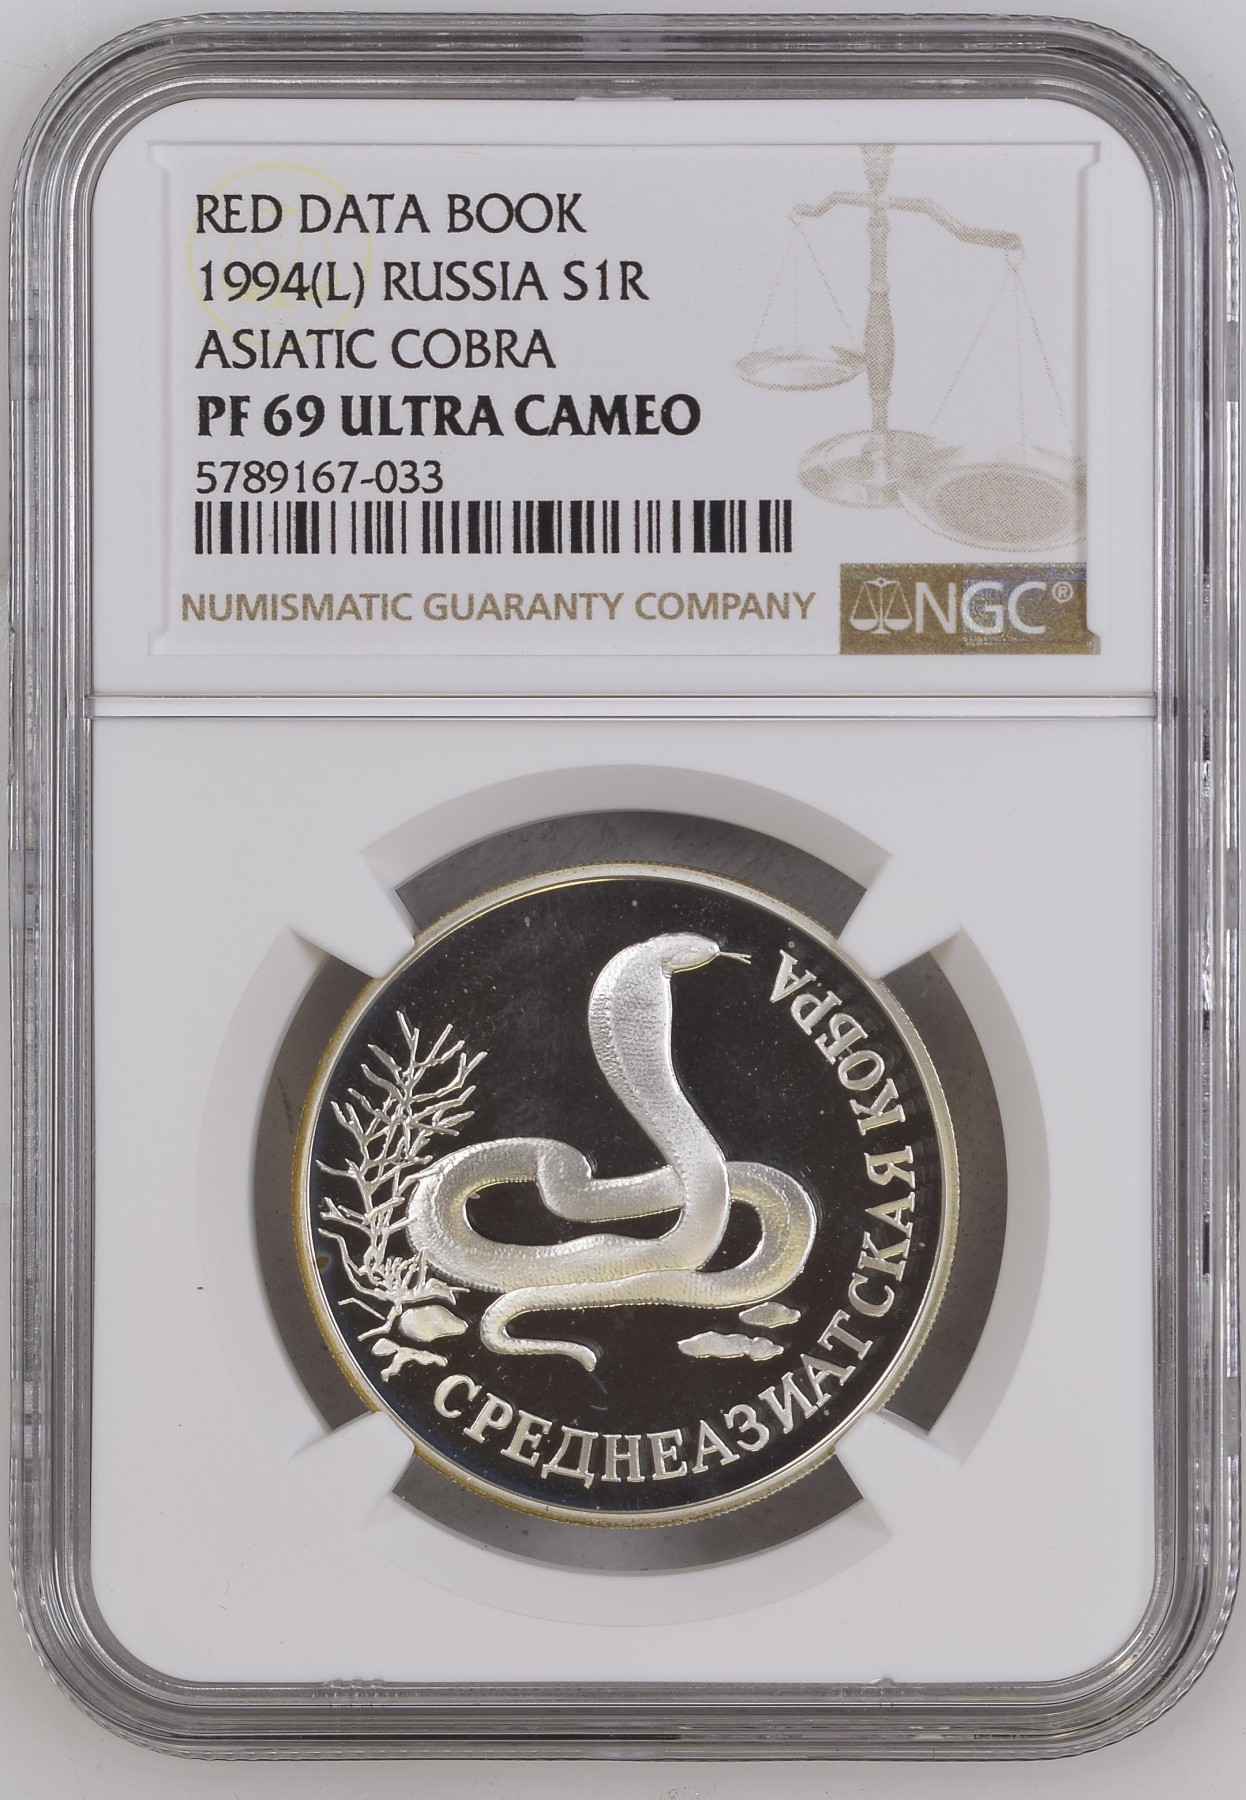 RED DATA BOOK
1994(L) RUSSIA S1R
ASIATIC COBRA
PF 69 ULTRA CAMEO
5789167-033
NUMISMATIC GUARANTY COMPANY
NGC®
СРЕДНЕАЗИАТСКАЯ КОБРА